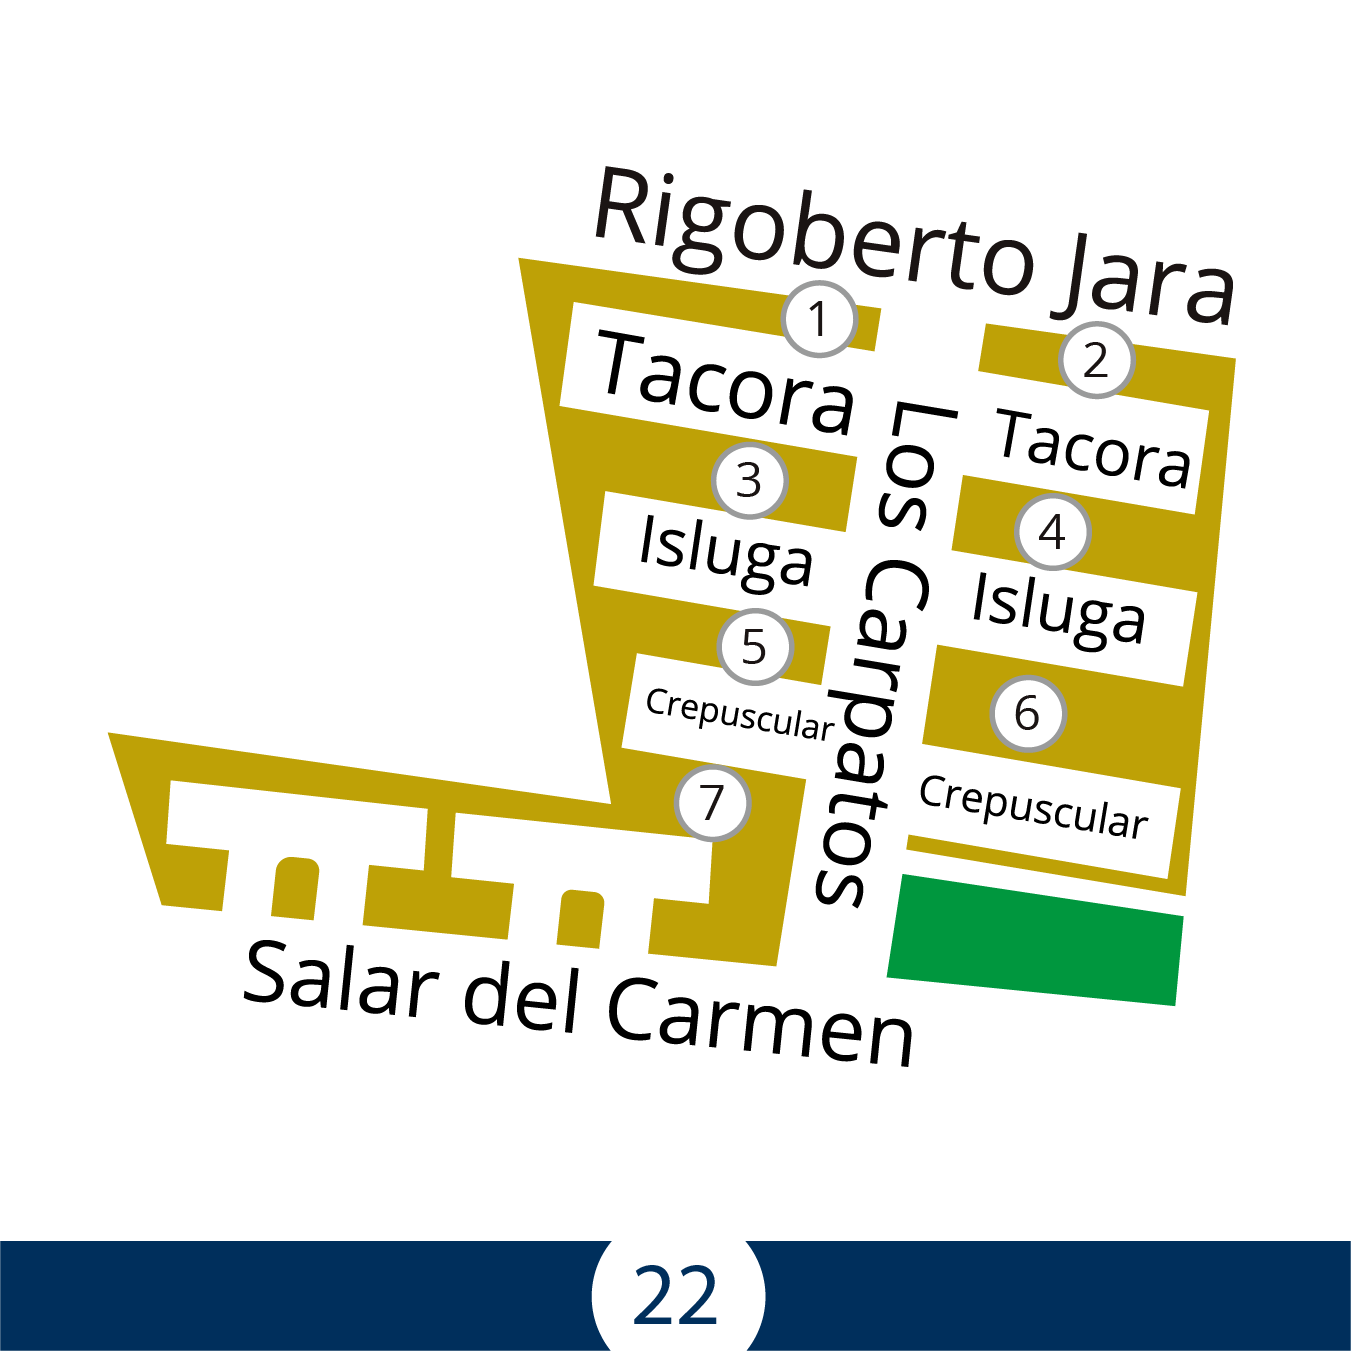 Rigoberto Jara
1
2
Tacora
Tacora
Los Carpatos
3
4
Isluga
Isluga
5
6
Crepuscular
Crepuscular
7
Salar del Carmen
22